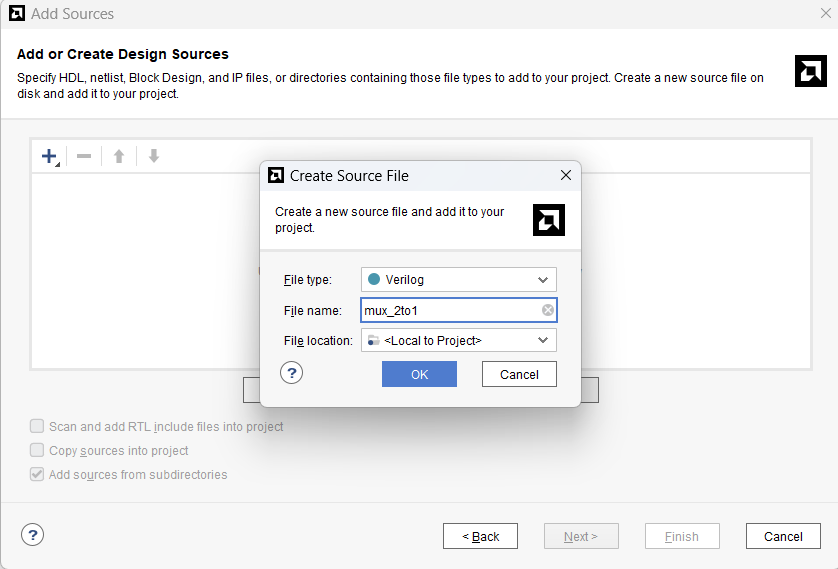 Add Sources
Add or Create Design Sources
Specify HDL, netlist, Block Design, and IP files, or directories containing those file types to add to your project. Create a new source file on
disk and add it to your project.
Create Source File
Create a new source file and add it to your
project.
File type:
Verilog
File name:
mux_2to1
File location:
<Local to Project>
?
OK
Cancel
Scan and add RTL include files into project
Copy sources into project
Add sources from subdirectories
?
< Back
Next >
Finish
Cancel